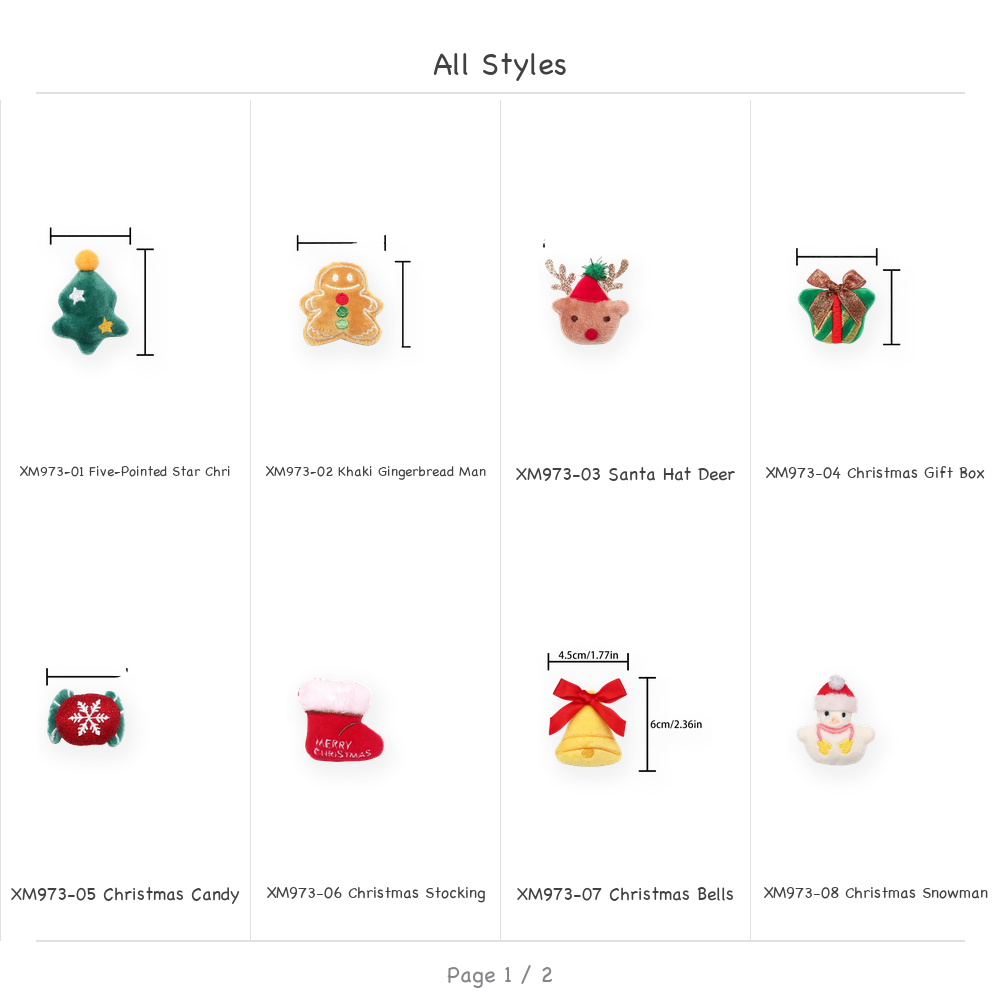 All Styles
XM973-01 Five-Pointed Star Chri
XM973-02 Khaki Gingerbread Man
XM973-03 Santa Hat Deer
XM973-04 Christmas Gift Box
MERRY
CHRISTMAS
4.5cm/1.77in
6cm/2.36in
XM973-05 Christmas Candy
XM973-06 Christmas Stocking
XM973-07 Christmas Bells
XM973-08 Christmas Snowman
Page 1 / 2